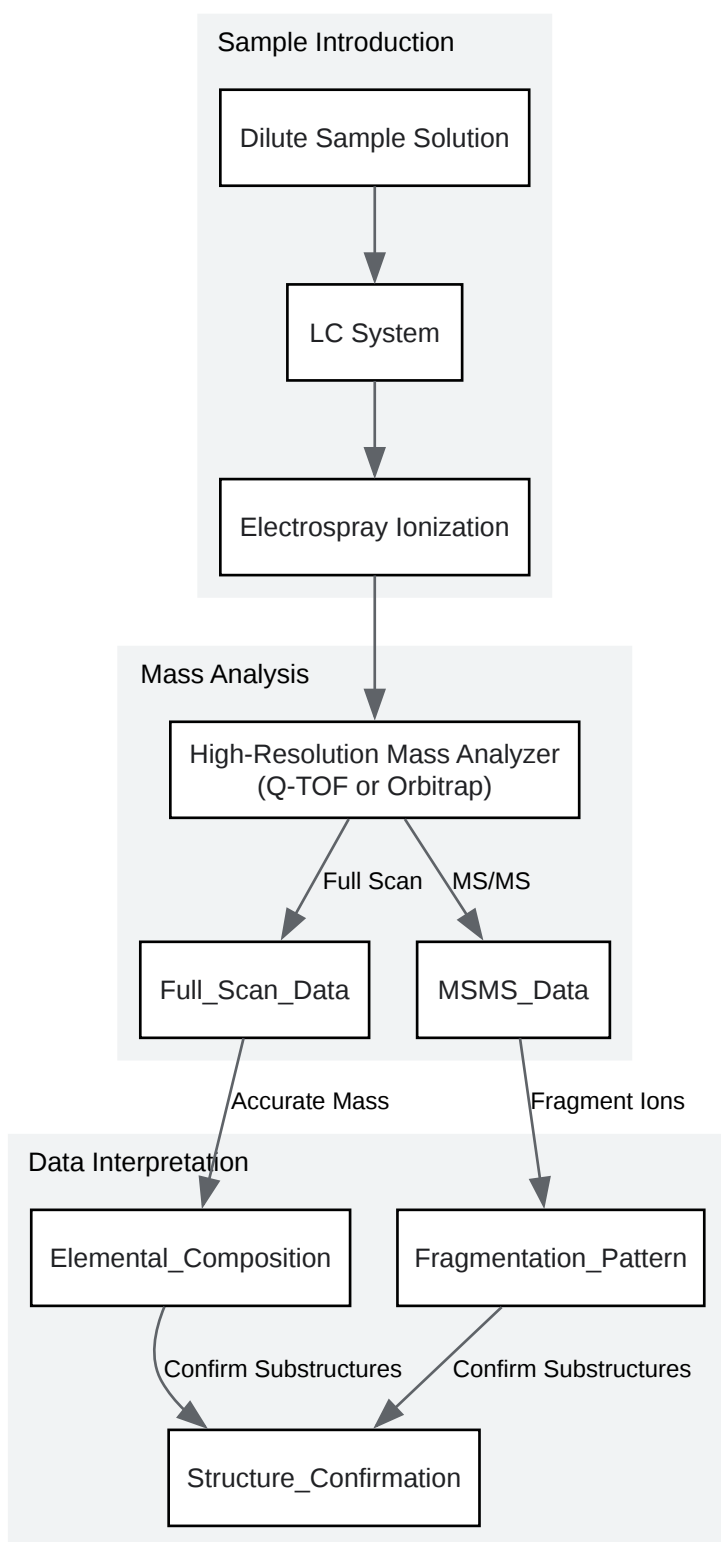 Sample Introduction
Dilute Sample Solution
LC System
Electrospray Ionization
Mass Analysis
High-Resolution Mass Analyzer
(Q-TOF or Orbitrap)
Full Scan
MS/MS
Full_Scan_Data
MSMS_Data
Accurate Mass
Fragment Ions
Data Interpretation
Elemental_Composition
Fragmentation_Pattern
Confirm Substructures
Confirm Substructures
Structure_Confirmation